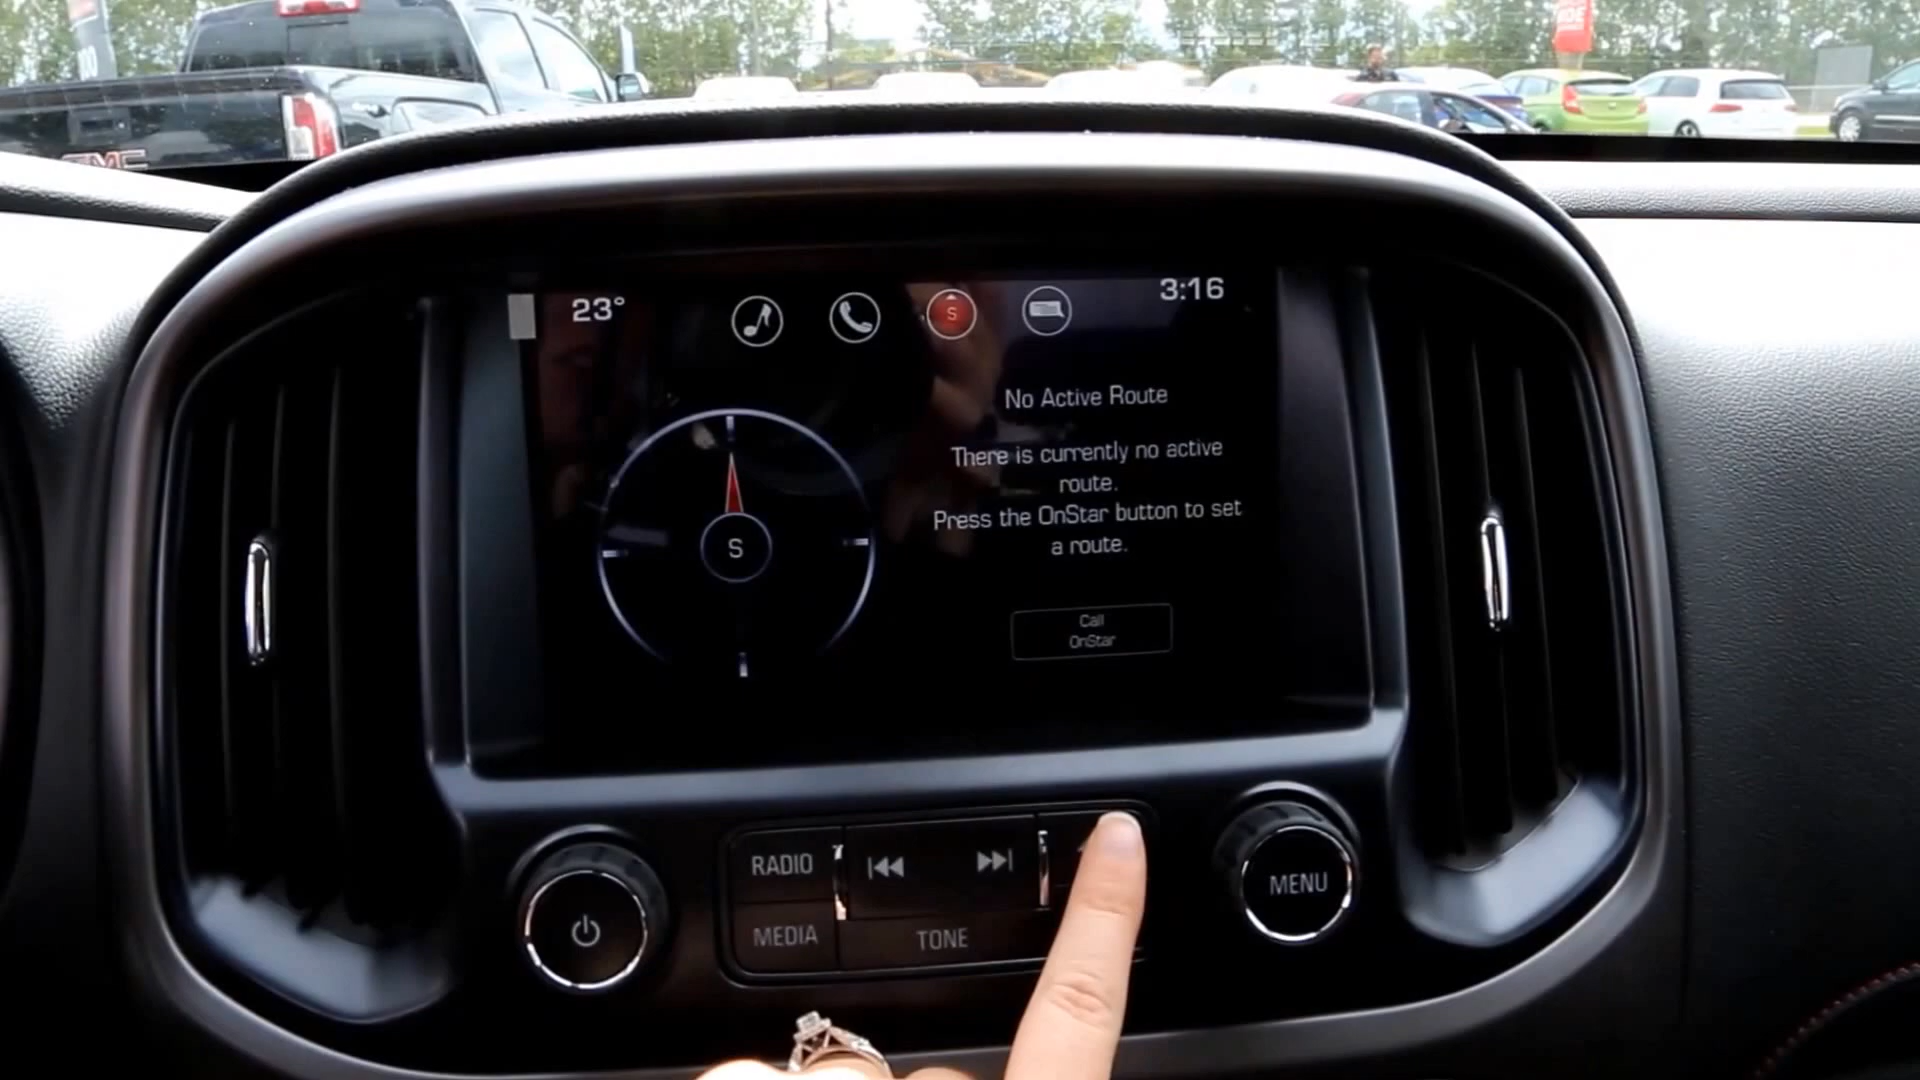 GMC
23°
S
3:16
No Active Route
There is currently no active
route.
Press the OnStar button to set
a route.
S
Call
OnStar
RADIO
MENU
MEDIA
TONE